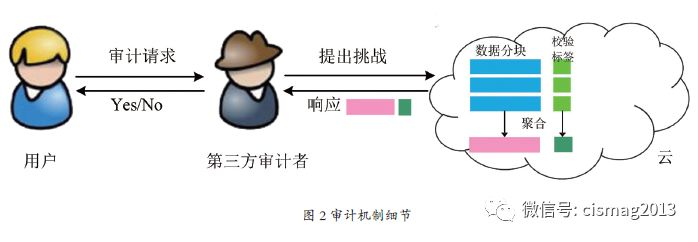 审计请求
Yes/No
用户
第三方审计者
提出挑战
响应
数据分块
校验
标签
聚合
云
图 2 审计机制细节
微信号: cismag2013